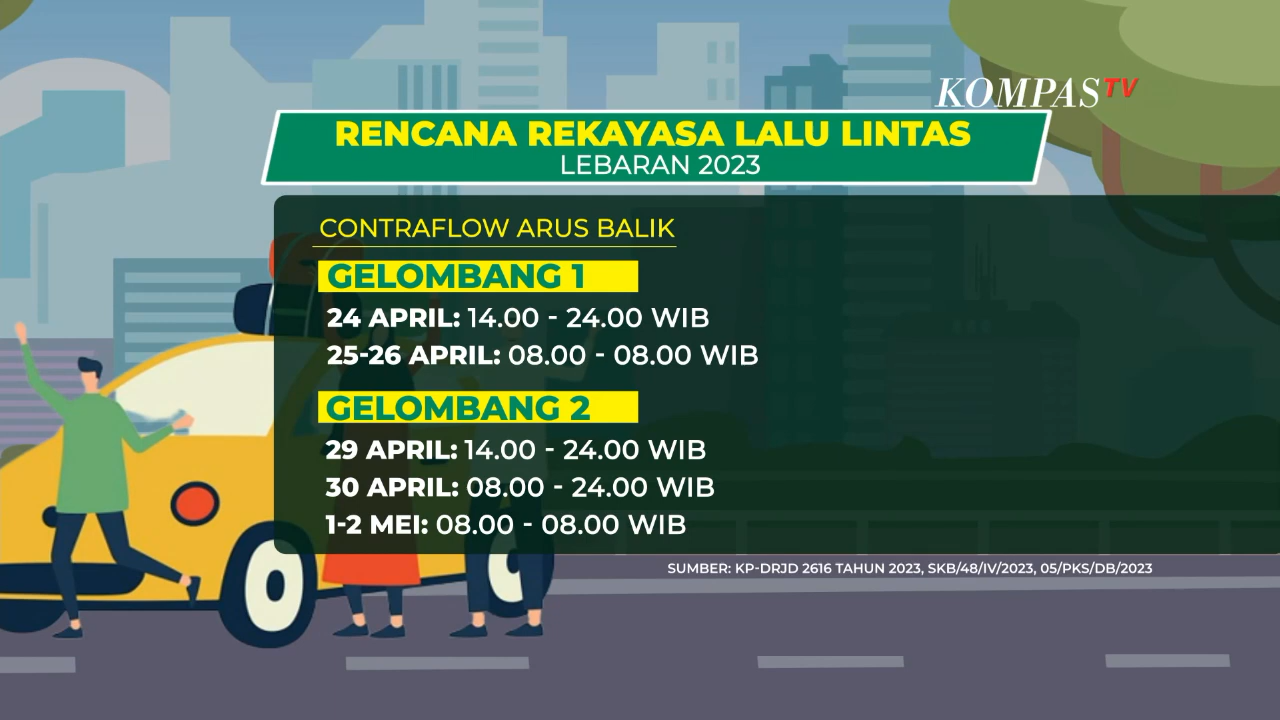 KOMPAS TV
RENCANA REKAYASA LALU LINTAS
LEBARAN 2023
CONTRAFLOW ARUS BALIK
GELOMBANG 1
24 APRIL: 14.00 - 24.00 WIB
25-26 APRIL: 08.00 - 08.00 WIB
GELOMBANG 2
29 APRIL: 14.00 - 24.00 WIB
30 APRIL: 08.00 - 24.00 WIB
1-2 MEI: 08.00 - 08.00 WIB
SUMBER: KP-DRJD 2616 TAHUN 2023, SKB/48/IV/2023, 05/PKS/DB/2023